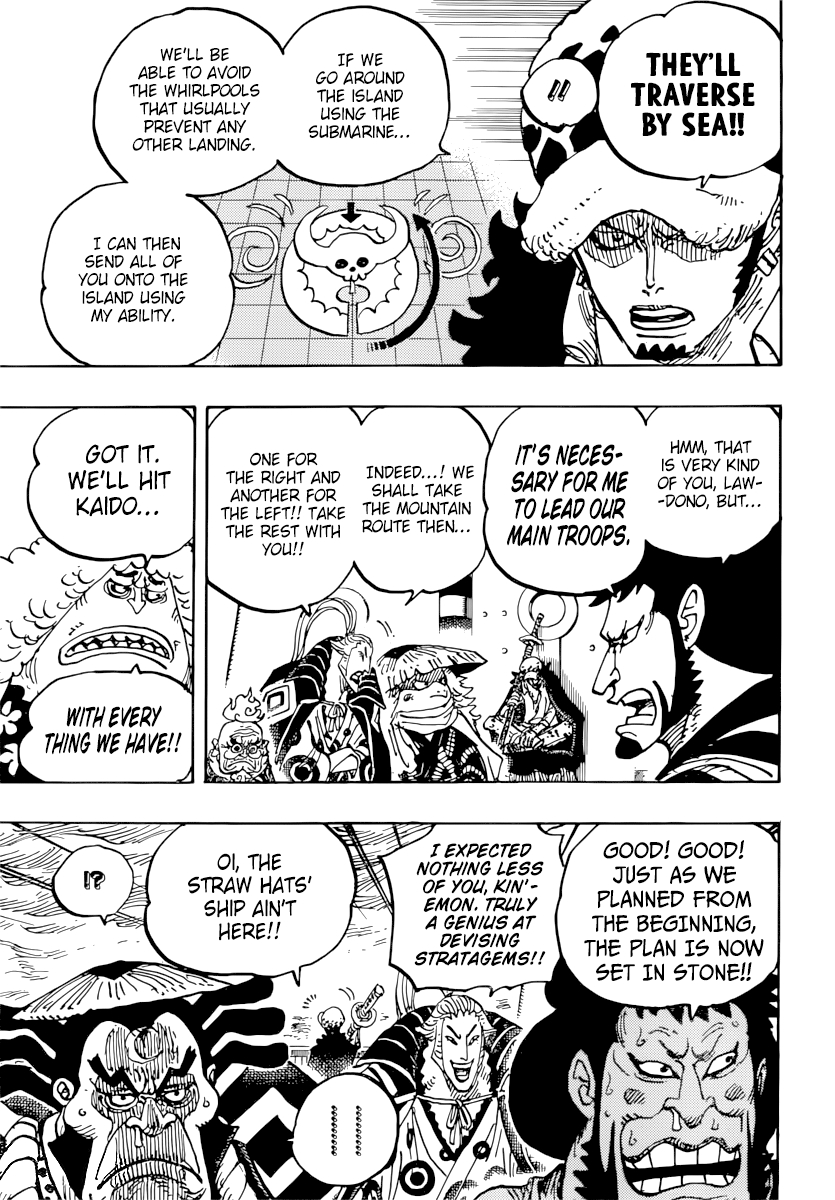 THEY'LL
TRAVERSE
BY SEA!!
!!
IF WE
GO AROUND
THE ISLAND
USING THE
SUBMARINE...
WE'LL BE
ABLE TO AVOID
THE WHIRLPOOLS
THAT USUALLY
PREVENT ANY
OTHER LANDING.
I CAN THEN
SEND ALL OF
YOU ONTO THE
ISLAND USING
MY ABILITY.
HMM, THAT
IS VERY KIND
OF YOU, LAW-
-DONO, BUT...
IT'S NECES-
SARY FOR ME
TO LEAD OUR
MAIN TROOPS.
INDEED...! WE
SHALL TAKE
THE MOUNTAIN
ROUTE THEN...
ONE FOR
THE RIGHT AND
ANOTHER FOR
THE LEFT!! TAKE
THE REST WITH
YOU!!
GOT IT.
WE'LL HIT
KAIDO...
WITH EVERY
THING WE HAVE!!
GOOD! GOOD!
JUST AS WE
PLANNED FROM
THE BEGINNING,
THE PLAN IS NOW
SET IN STONE!!
I EXPECTED
NOTHING LESS
OF YOU, KIN'-
EMON. TRULY
A GENIUS AT
DEVISING
STRATAGEMS!!
OI, THE
STRAW HATS'
SHIP AIN'T
HERE!!
!?